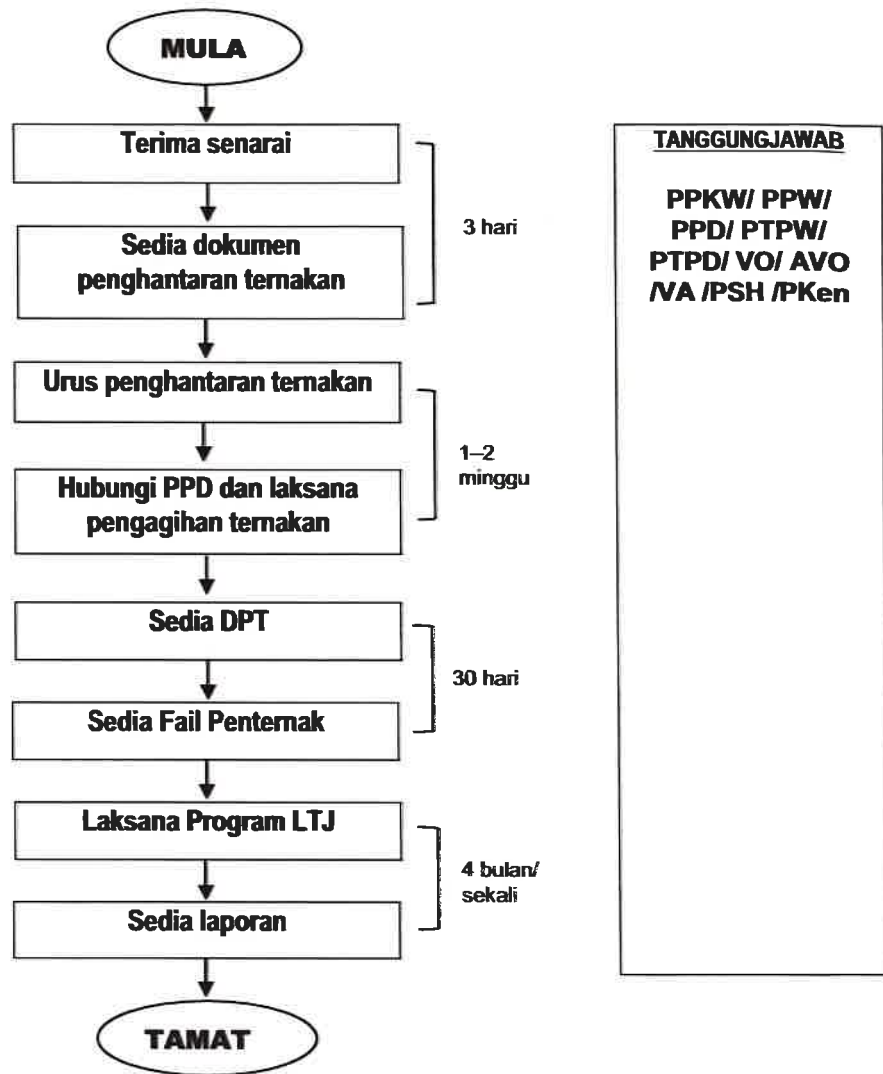 MULA
Terima senarai
Sedia dokumen
penghantaran ternakan
3 hari
Urus penghantaran ternakan
Hubungi PPD dan laksana
pengagihan ternakan
1–2
minggu
Sedia DPT
Sedia Fail Penternak
30 hari
Laksana Program LTJ
Sedia laporan
4 bulan/
sekali
TAMAT
TANGGUNGJAWAB
PPKW/ PPW/
PPD/ PTPW/
PTPD/ VO/ AVO
/VA /PSH /PKen